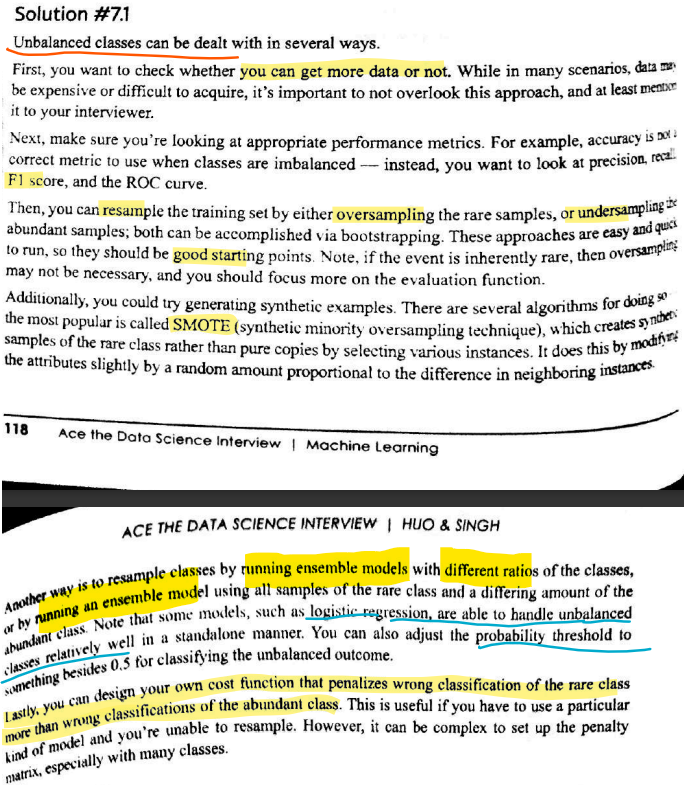 Solution #7.1
Unbalanced classes can be dealt with in several ways.
First, you want to check whether you can get more data or not. While in many scenarios, data may
be expensive or difficult to acquire, it's important to not overlook this approach, and at least mention
it to your interviewer.
Next, make sure you're looking at appropriate performance metrics. For example, accuracy is not a
correct metric to use when classes are imbalanced — instead, you want to look at precision, recall,
F1 score, and the ROC curve.
Then, you can resample the training set by either oversampling the rare samples, or undersampling the
abundant samples; both can be accomplished via bootstrapping. These approaches are easy and quick
to run, so they should be good starting points. Note, if the event is inherently rare, then oversampling
may not be necessary, and you should focus more on the evaluation function.
Additionally, you could try generating synthetic examples. There are several algorithms for doing so
the most popular is called SMOTE (synthetic minority oversampling technique), which creates synthetic
samples of the rare class rather than pure copies by selecting various instances. It does this by modifying
the attributes slightly by a random amount proportional to the difference in neighboring instances.
118 Ace the Data Science Interview | Machine Learning
ACE THE DATA SCIENCE INTERVIEW | HUO & SINGH
Another way is to resample classes by running ensemble models with different ratios of the classes,
or by running an ensemble model using all samples of the rare class and a differing amount of the
abundant class. Note that some models, such as logistic regression, are able to handle unbalanced
classes relatively well in a standalone manner. You can also adjust the probability threshold to
something besides 0.5 for classifying the unbalanced outcome.
Lastly, you can design your own cost function that penalizes wrong classification of the rare class
more than wrong classifications of the abundant class. This is useful if you have to use a particular
kind of model and you're unable to resample. However, it can be complex to set up the penalty
matrix, especially with many classes.